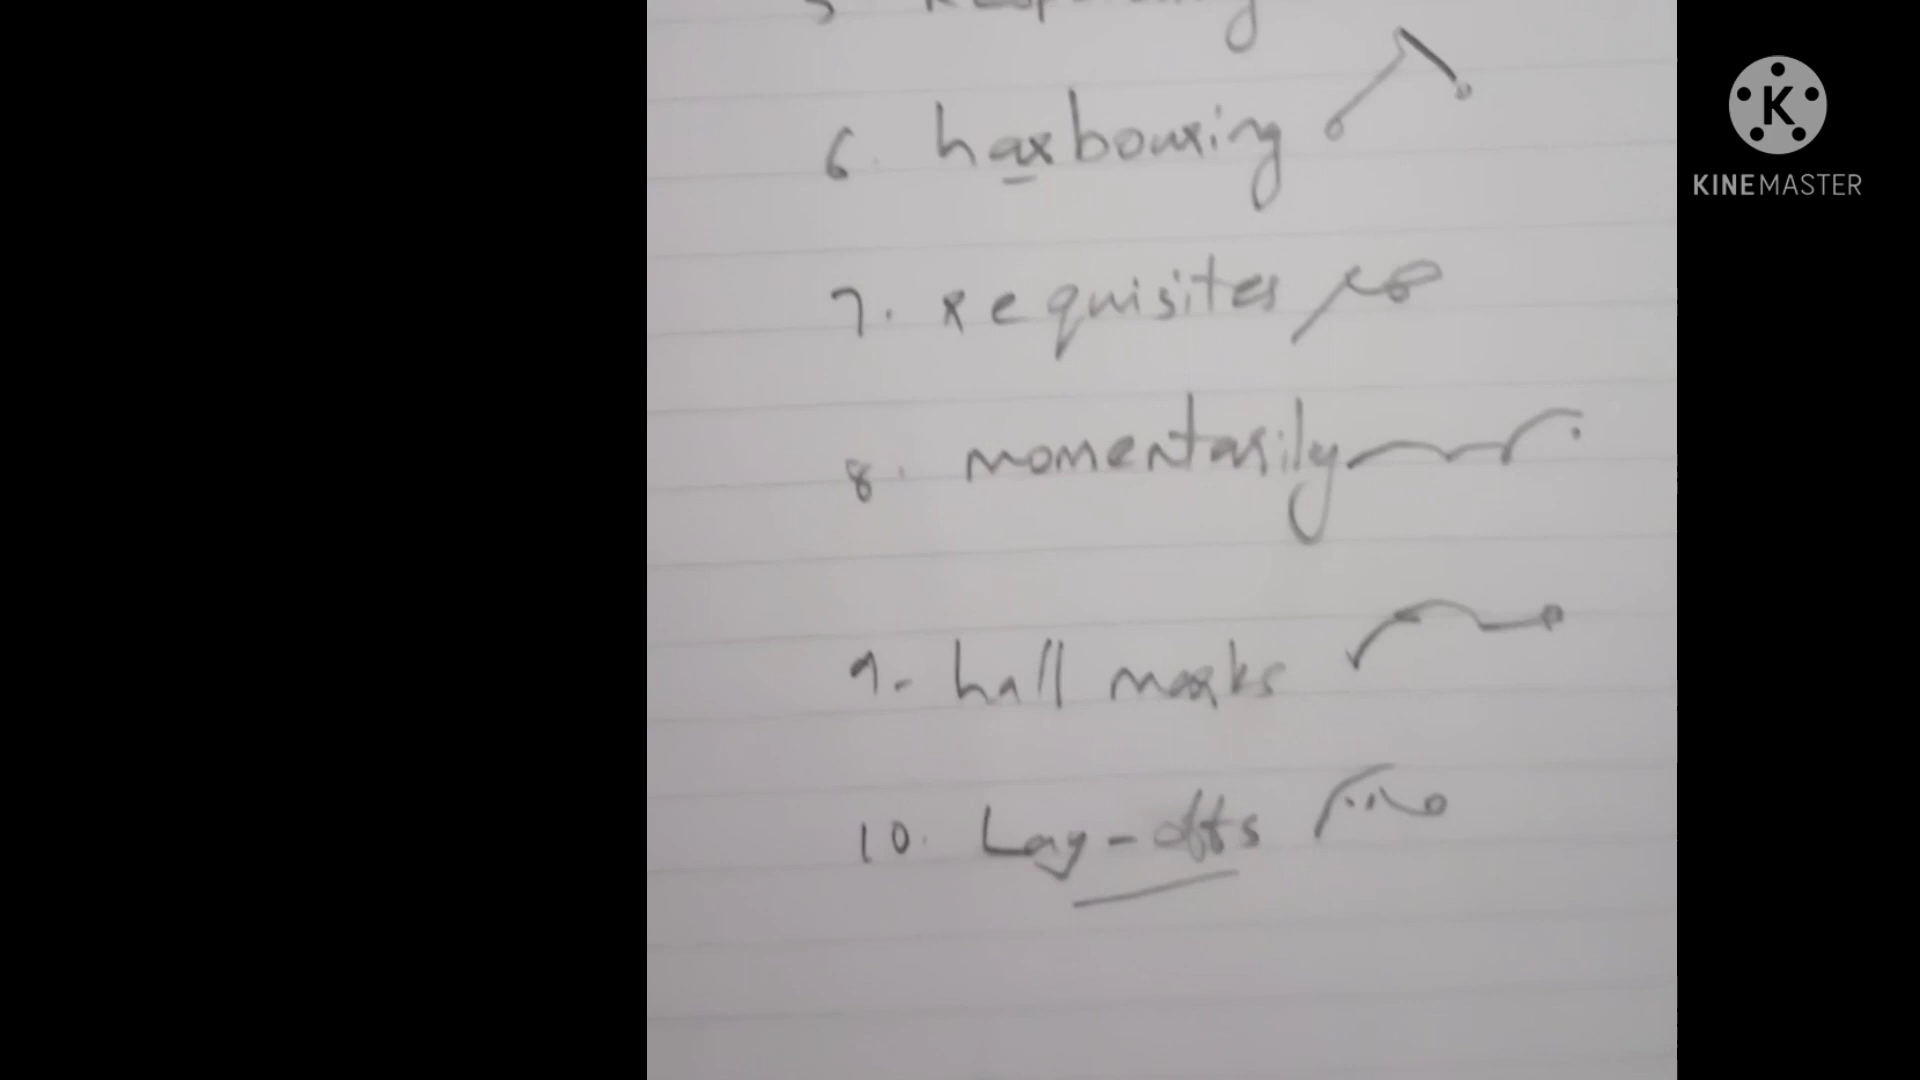 6. harbouring
7. requisites
8. momentarily
9- hall marks
10. Lay-offs
KINEMASTER